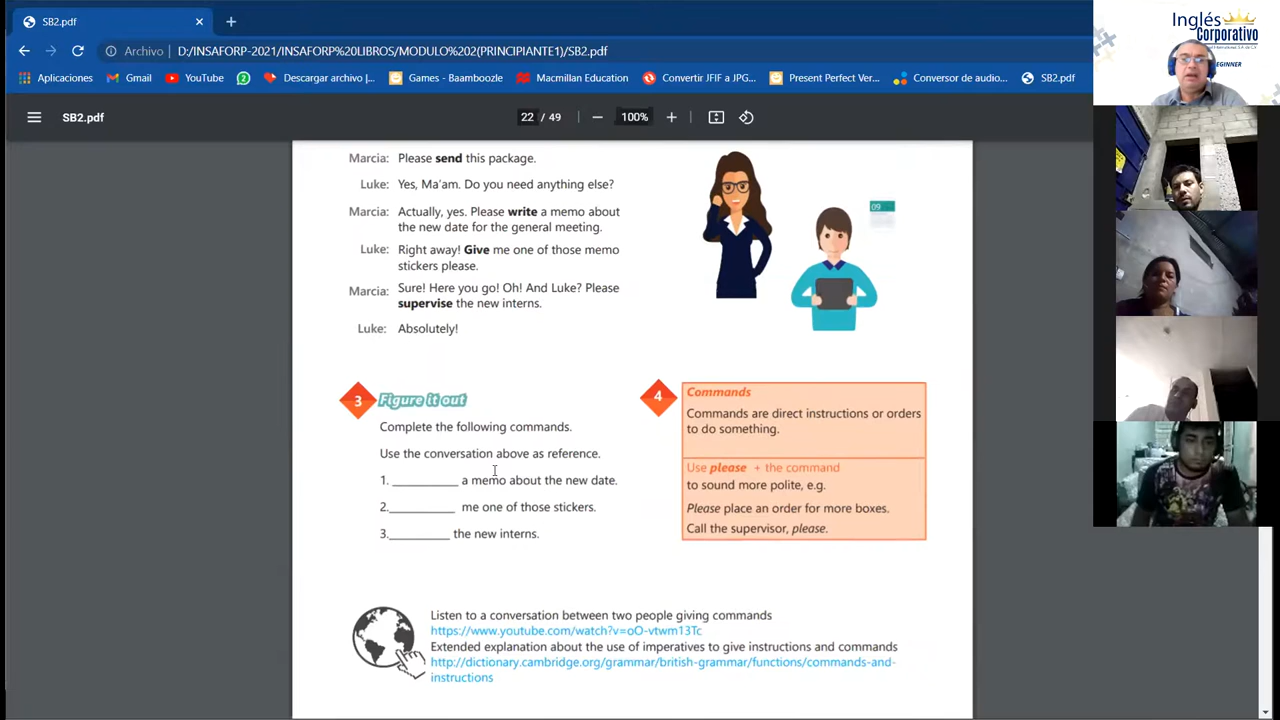 SB2.pdf
Archivo
D:/INSAFORP-2021/INSAFORP%20LIBROS/MODULO%202(PRINCIPIANTE1)/SB2.pdf
Aplicaciones
Gmail
YouTube
Descargar archivo |...
Games - Baamboozle
Macmillan Education
Convertir JFIF a JPG...
Present Perfect Ver...
Conversor de audio...
SB2.pdf
SB2.pdf
22 / 49
100%
Inglés
Corporativo
Marcia: Please send this package.
Luke: Yes, Ma'am. Do you need anything else?
Marcia: Actually, yes. Please write a memo about
the new date for the general meeting.
Luke: Right away! Give me one of those memo
stickers please.
Marcia: Sure! Here you go! Oh! And Luke? Please
supervise the new interns.
Luke: Absolutely!
09
3 Figure it out
Complete the following commands.
Use the conversation above as reference.
1. __________ a memo about the new date.
2.__________ me one of those stickers.
3._________ the new interns.
4
Commands
Commands are direct instructions or orders
to do something.
Use please + the command
to sound more polite, e.g.
Please place an order for more boxes.
Call the supervisor, please.
Listen to a conversation between two people giving commands
https://www.youtube.com/watch?v=oO-vtwm13Tc
Extended explanation about the use of imperatives to give instructions and commands
http://dictionary.cambridge.org/grammar/british-grammar/functions/commands-and-
instructions